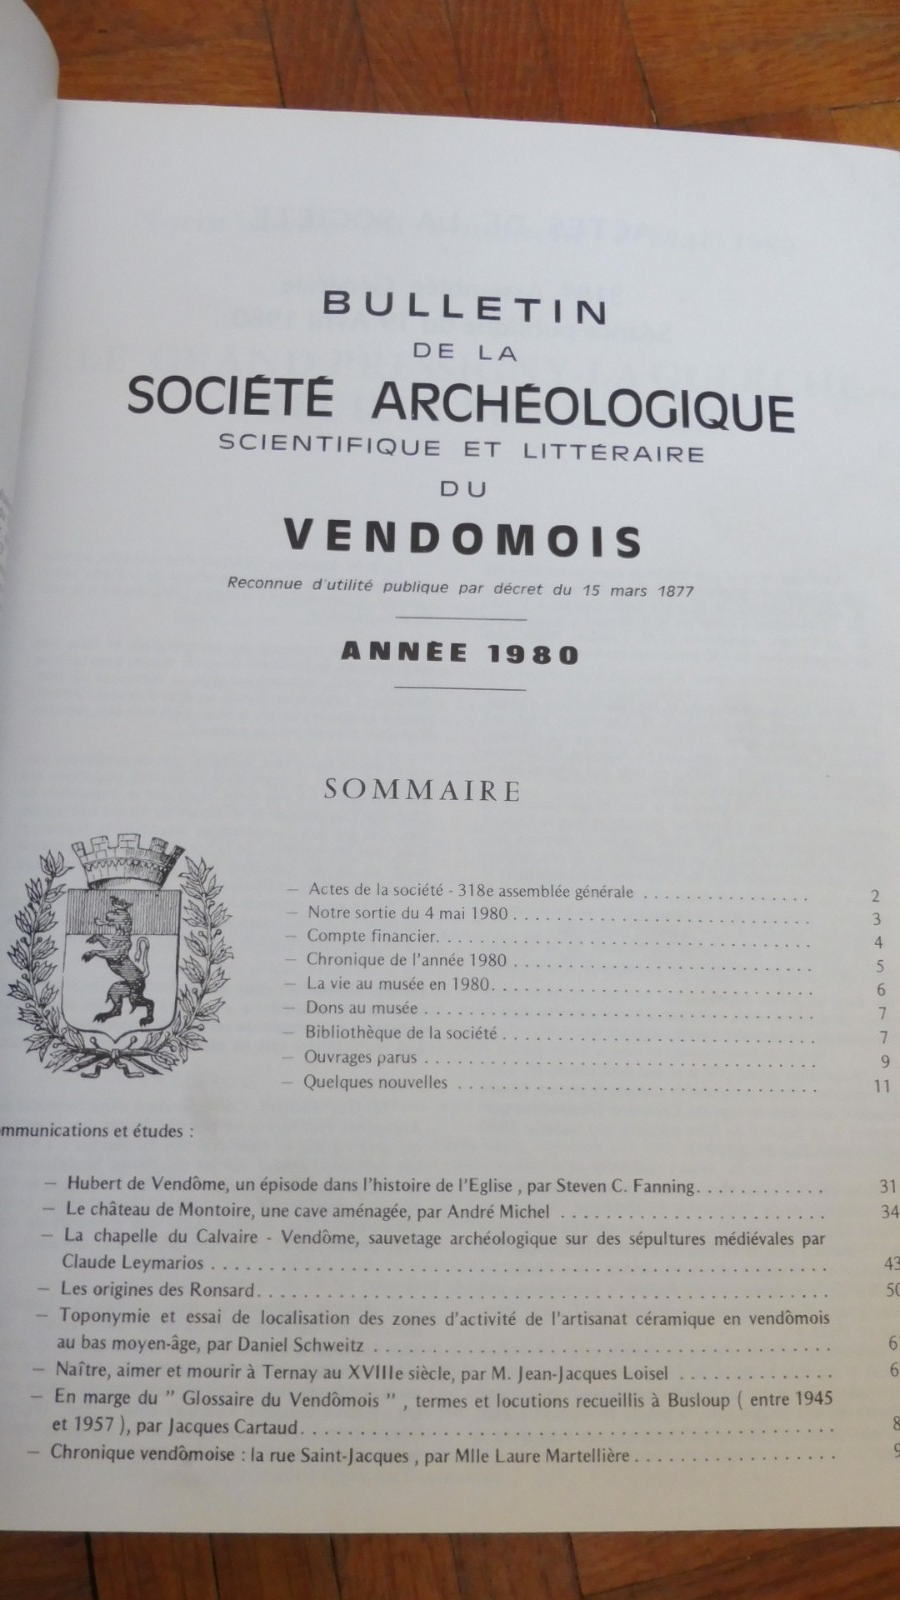 BULLETIN
DE LA
SOCIÉTÉ ARCHÉOLOGIQUE
SCIENTIFIQUE ET LITTÉRAIRE
DU
VENDOMOIS
Reconnue d'utilité publique par décret du 15 mars 1877
ANNÉE 1980
SOMMAIRE
— Actes de la société - 318e assemblée générale . . . . . . . . . . . . . . . . 2
— Notre sortie du 4 mai 1980 . . . . . . . . . . . . . . . . . . . . . . . . . . . . 3
— Compte financier. . . . . . . . . . . . . . . . . . . . . . . . . . . . . . . . . . . 4
— Chronique de l'année 1980 . . . . . . . . . . . . . . . . . . . . . . . . . . . . 5
— La vie au musée en 1980. . . . . . . . . . . . . . . . . . . . . . . . . . . . . . 6
— Dons au musée . . . . . . . . . . . . . . . . . . . . . . . . . . . . . . . . . . . . 7
— Bibliothèque de la société . . . . . . . . . . . . . . . . . . . . . . . . . . . . . 7
— Ouvrages parus . . . . . . . . . . . . . . . . . . . . . . . . . . . . . . . . . . . . 9
— Quelques nouvelles . . . . . . . . . . . . . . . . . . . . . . . . . . . . . . . . . 11
mmunications et études :
— Hubert de Vendôme, un épisode dans l'histoire de l'Eglise , par Steven C. Fanning. . . . . . . . . . . . 31
— Le château de Montoire, une cave aménagée, par André Michel . . . . . . . . . . . . . . . . . . . . . . . . 34
— La chapelle du Calvaire - Vendôme, sauvetage archéologique sur des sépultures médiévales par
Claude Leymarios . . . . . . . . . . . . . . . . . . . . . . . . . . . . . . . . . . . . . . . . . . . . . . . . . . . . . 43
— Les origines des Ronsard. . . . . . . . . . . . . . . . . . . . . . . . . . . . . . . . . . . . . . . . . . . . . . . . 50
— Toponymie et essai de localisation des zones d'activité de l'artisanat céramique en vendômois
au bas moyen-âge, par Daniel Schweitz . . . . . . . . . . . . . . . . . . . . . . . . . . . . . . . . . . . . . . 6
— Naître, aimer et mourir à Ternay au XVIIIe siècle, par M. Jean-Jacques Loisel . . . . . . . . . . . . . . 6
— En marge du " Glossaire du Vendômois " , termes et locutions recueillis à Busloup ( entre 1945
et 1957 ), par Jacques Cartaud. . . . . . . . . . . . . . . . . . . . . . . . . . . . . . . . . . . . . . . . . . . . . 8
— Chronique vendômoise : la rue Saint-Jacques , par Mlle Laure Martellière . . . . . . . . . . . . . . . . . . 9